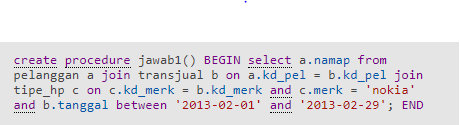 create procedure jawab1() BEGIN select a.namap from
pelanggan a join transjual b on a.kd_pel = b.kd_pel join
tipe_hp c on c.kd_merk = b.kd_merk and c.merk = 'nokia'
and b.tanggal between '2013-02-01' and '2013-02-29'; END